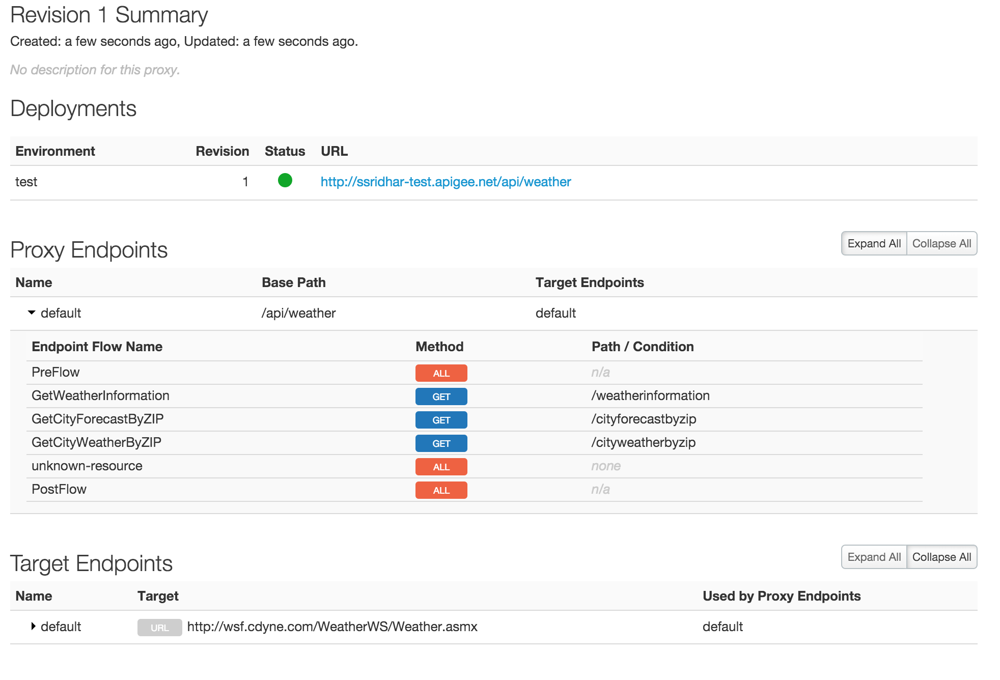 Revision 1 Summary
Created: a few seconds ago, Updated: a few seconds ago.
No description for this proxy.
Deployments
Environment Revision Status URL
test 1 http://ssridhar-test.apigee.net/api/weather
Proxy Endpoints
Expand All Collapse All
Name Base Path Target Endpoints
default /api/weather default
Endpoint Flow Name Method Path / Condition
PreFlow ALL n/a
GetWeatherInformation GET /weatherinformation
GetCityForecastByZIP GET /cityforecastbyzip
GetCityWeatherByZIP GET /cityweatherbyzip
unknown-resource ALL none
PostFlow ALL n/a
Target Endpoints
Expand All Collapse All
Name Target Used by Proxy Endpoints
default URL http://wsf.cdyne.com/WeatherWS/Weather.asmx default